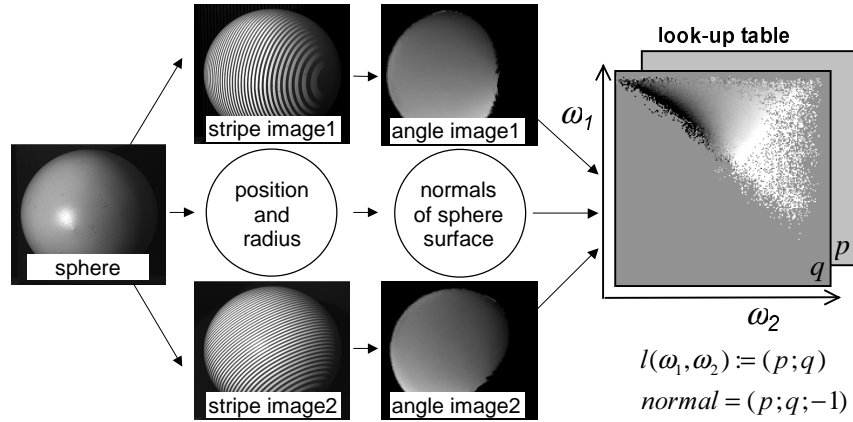 look-up table
stripe image1
angle image1
ω1
position
and
radius
normals
of sphere
surface
sphere
p
q
ω2
stripe image2
angle image2
l(ω1,ω2):=(p;q)
normal=(p;q;−1)